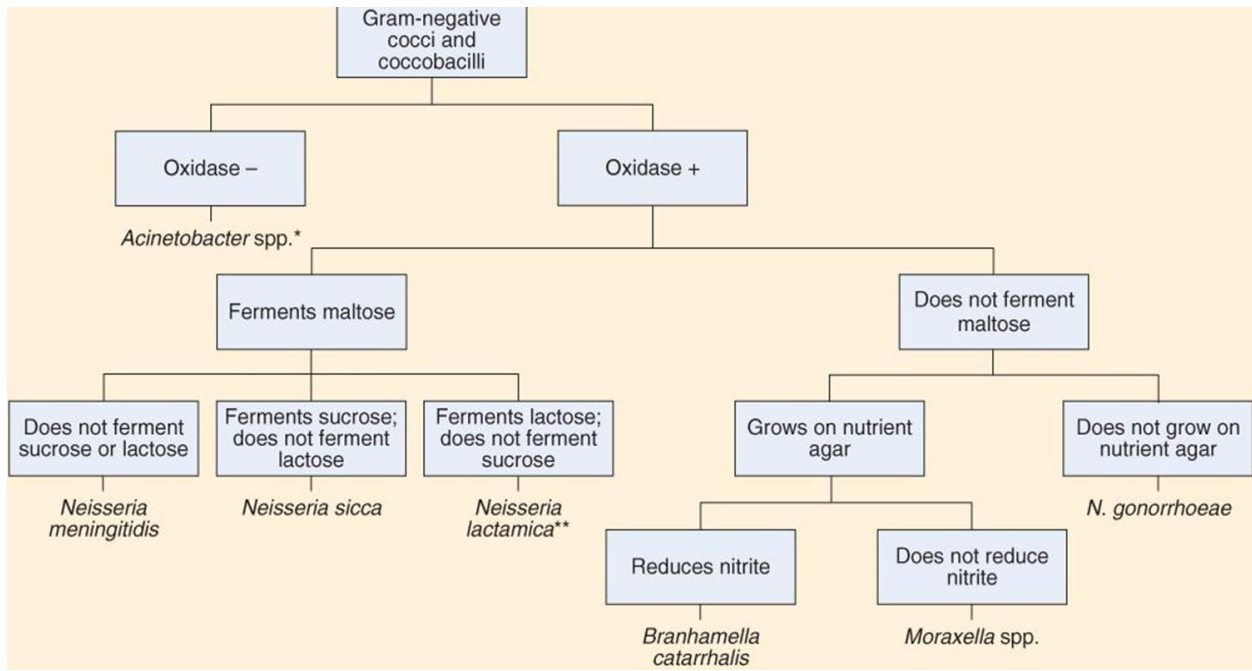 Gram-negative
cocci and
coccobacilli
Oxidase –
Oxidase +
Acinetobacter spp.*
Ferments maltose
Does not ferment
maltose
Does not ferment
sucrose or lactose
Ferments sucrose;
does not ferment
lactose
Ferments lactose;
does not ferment
sucrose
Grows on nutrient
agar
Does not grow on
nutrient agar
Neisseria
meningitidis
Neisseria sicca
Neisseria
lactamica**
N. gonorrhoeae
Reduces nitrite
Does not reduce
nitrite
Branhamella
catarrhalis
Moraxella spp.